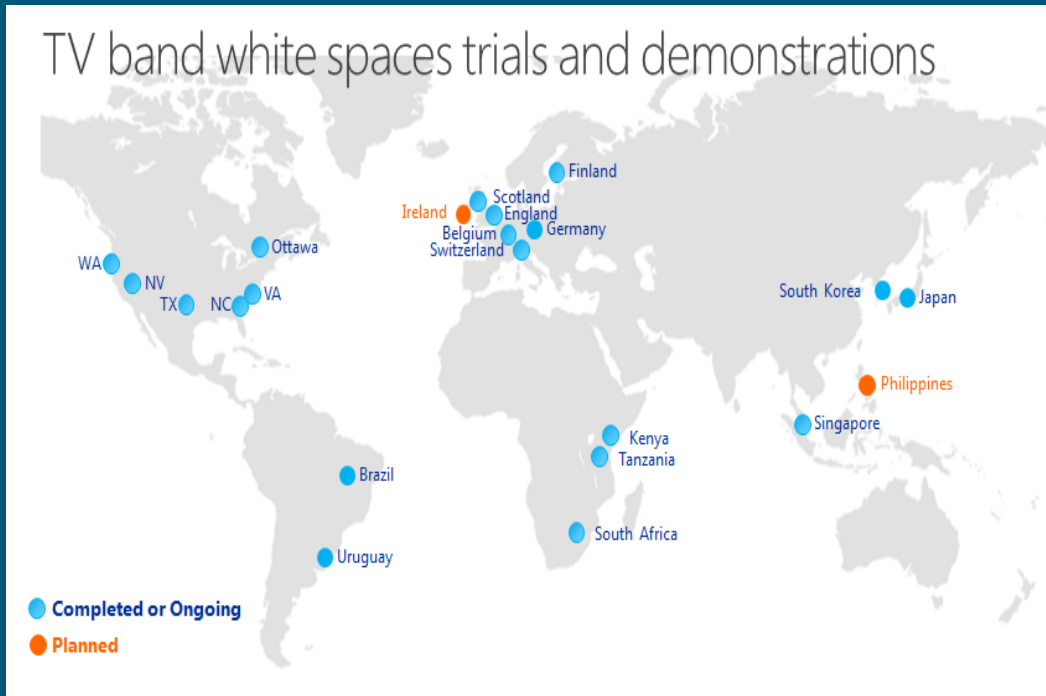 TV band white spaces trials and demonstrations
Finland
Scotland
Ireland
England
Belgium
Germany
Switzerland
Ottawa
WA
NV
VA
TX
NC
South Korea
Japan
Philippines
Singapore
Kenya
Tanzania
Brazil
South Africa
Uruguay
Completed or Ongoing
Planned